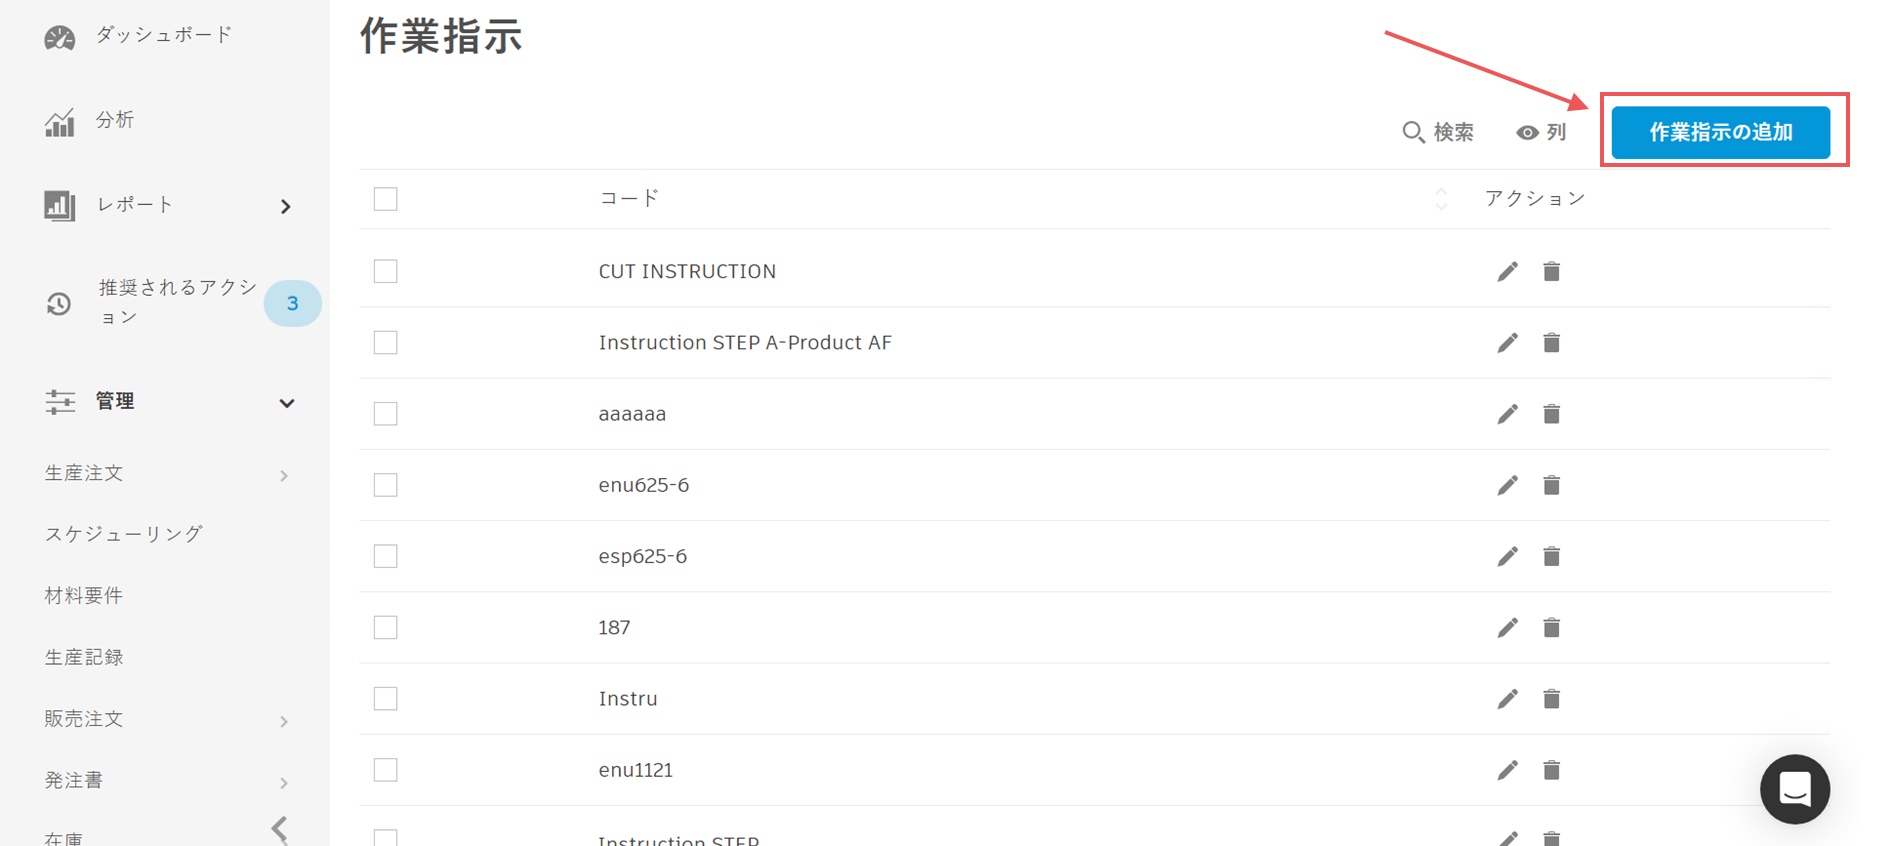 ダッシュボード
分析
レポート
推奨されるアクシ
ョン
3
管理
生産注文
スケジューリング
材料要件
生産記録
販売注文
発注書
在庫
作業指示
検索
列
作業指示の追加
コード
アクション
CUT INSTRUCTION
Instruction STEP A-Product AF
aaaaaa
enu625-6
esp625-6
187
Instru
enu1121
Instruction STEP